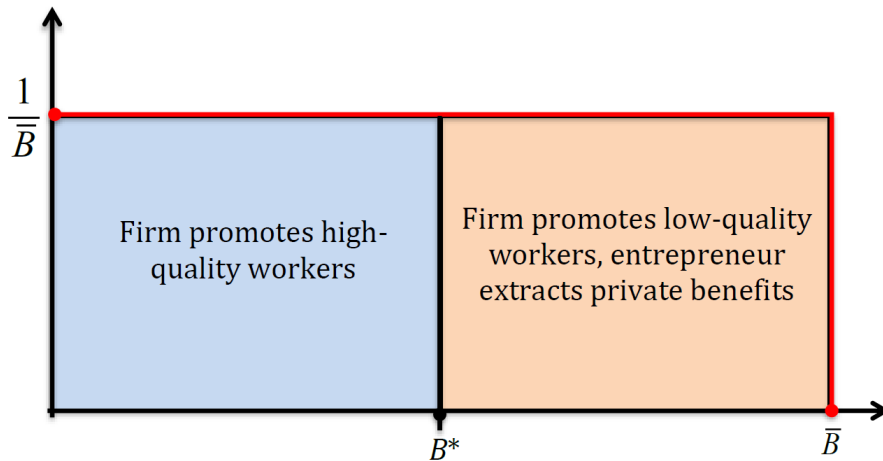 1
B̅
Firm promotes high-
quality workers
Firm promotes low-quality
workers, entrepreneur
extracts private benefits
B*
B̅